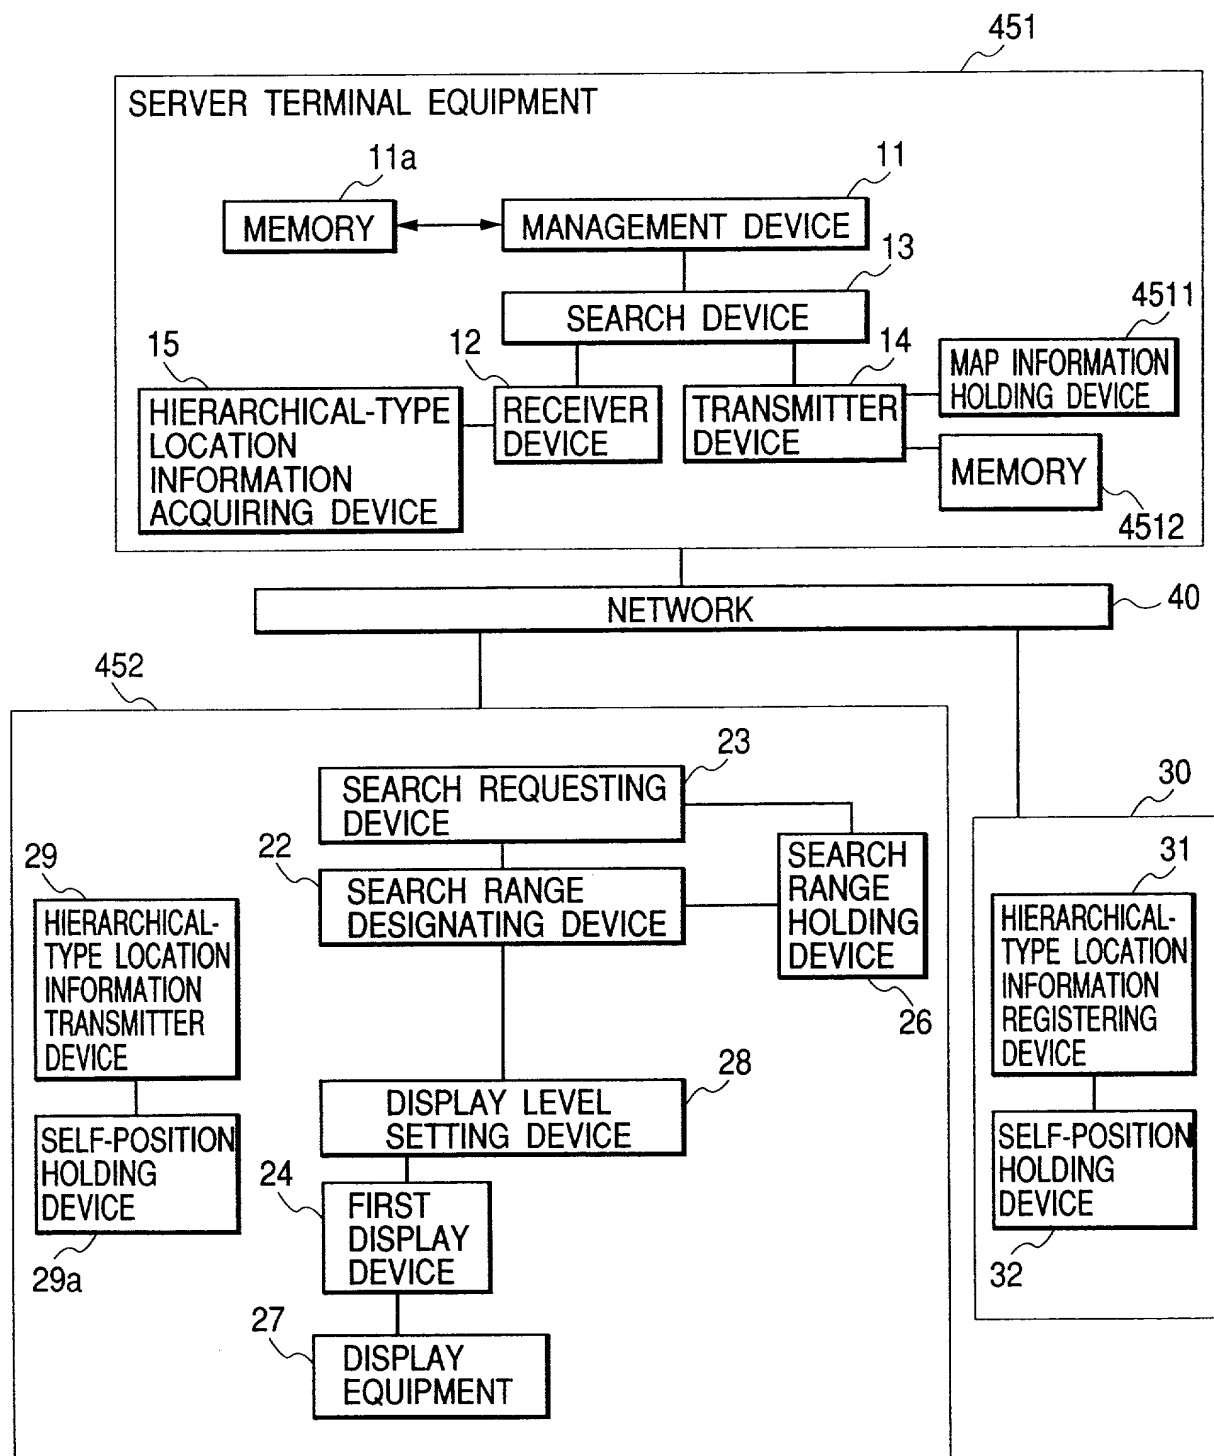 451
SERVER TERMINAL EQUIPMENT
11a
11
MEMORY
MANAGEMENT DEVICE
13
SEARCH DEVICE
4511
15
12
14
MAP INFORMATION
HOLDING DEVICE
HIERARCHICAL-TYPE
LOCATION
INFORMATION
ACQUIRING DEVICE
RECEIVER
DEVICE
TRANSMITTER
DEVICE
MEMORY
4512
NETWORK
40
452
23
SEARCH REQUESTING
DEVICE
30
22
SEARCH RANGE
DESIGNATING DEVICE
SEARCH
RANGE
HOLDING
DEVICE
26
29
HIERARCHICAL-
TYPE LOCATION
INFORMATION
TRANSMITTER
DEVICE
31
HIERARCHICAL-
TYPE LOCATION
INFORMATION
REGISTERING
DEVICE
28
DISPLAY LEVEL
SETTING DEVICE
SELF-POSITION
HOLDING
DEVICE
29a
24
FIRST
DISPLAY
DEVICE
SELF-POSITION
HOLDING
DEVICE
32
27
DISPLAY
EQUIPMENT